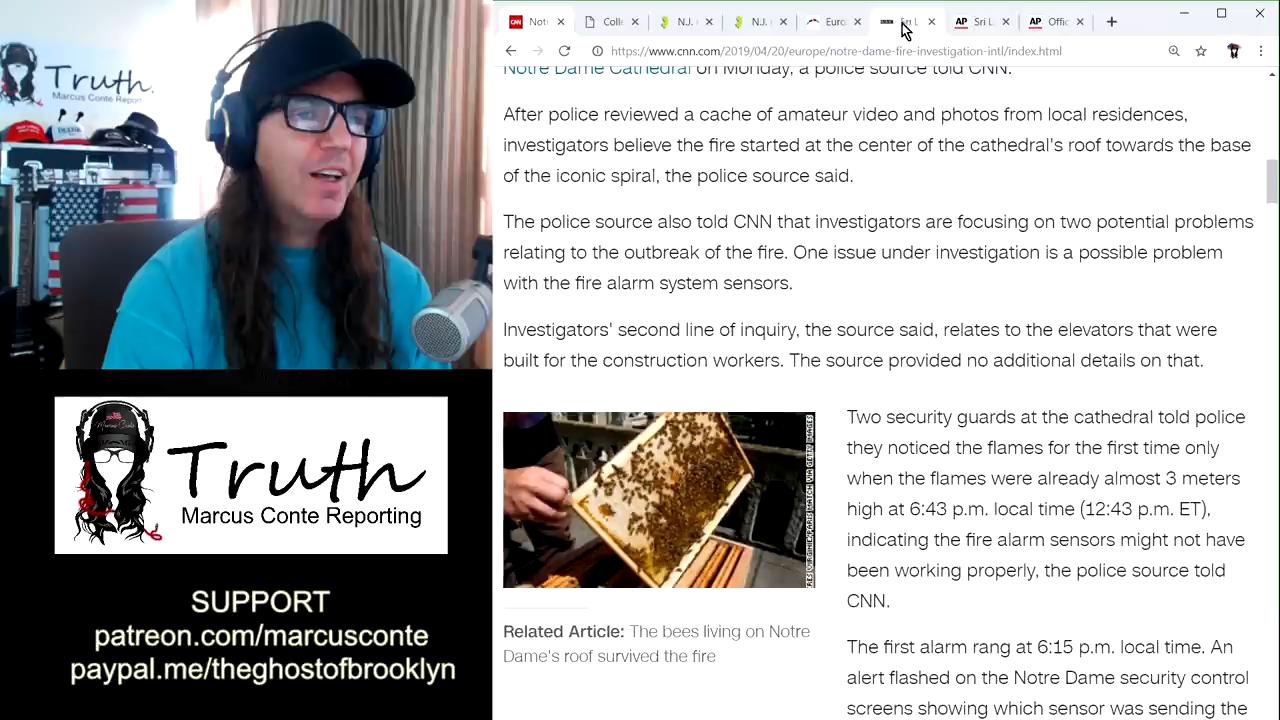 Truth.
Marcus Conte Report
Not
Coll
N.J.
N.J.
Euro
Sri L
Sri L
Offic
https://www.cnn.com/2019/04/20/europe/notre-dame-fire-investigation-intl/index.html
Notre Dame Cathedral on Monday, a police source told CNN.
After police reviewed a cache of amateur video and photos from local residences,
investigators believe the fire started at the center of the cathedral's roof towards the base
of the iconic spiral, the police source said.
The police source also told CNN that investigators are focusing on two potential problems
relating to the outbreak of the fire. One issue under investigation is a possible problem
with the fire alarm system sensors.
Investigators' second line of inquiry, the source said, relates to the elevators that were
built for the construction workers. The source provided no additional details on that.
Related Article: The bees living on Notre
Dame's roof survived the fire
Two security guards at the cathedral told police
they noticed the flames for the first time only
when the flames were already almost 3 meters
high at 6:43 p.m. local time (12:43 p.m. ET),
indicating the fire alarm sensors might not have
been working properly, the police source told
CNN.
The first alarm rang at 6:15 p.m. local time. An
alert flashed on the Notre Dame security control
screens showing which sensor was sending the
Truth
Marcus Conte Reporting
SUPPORT
patreon.com/marcusconte
paypal.me/theghostofbrooklyn